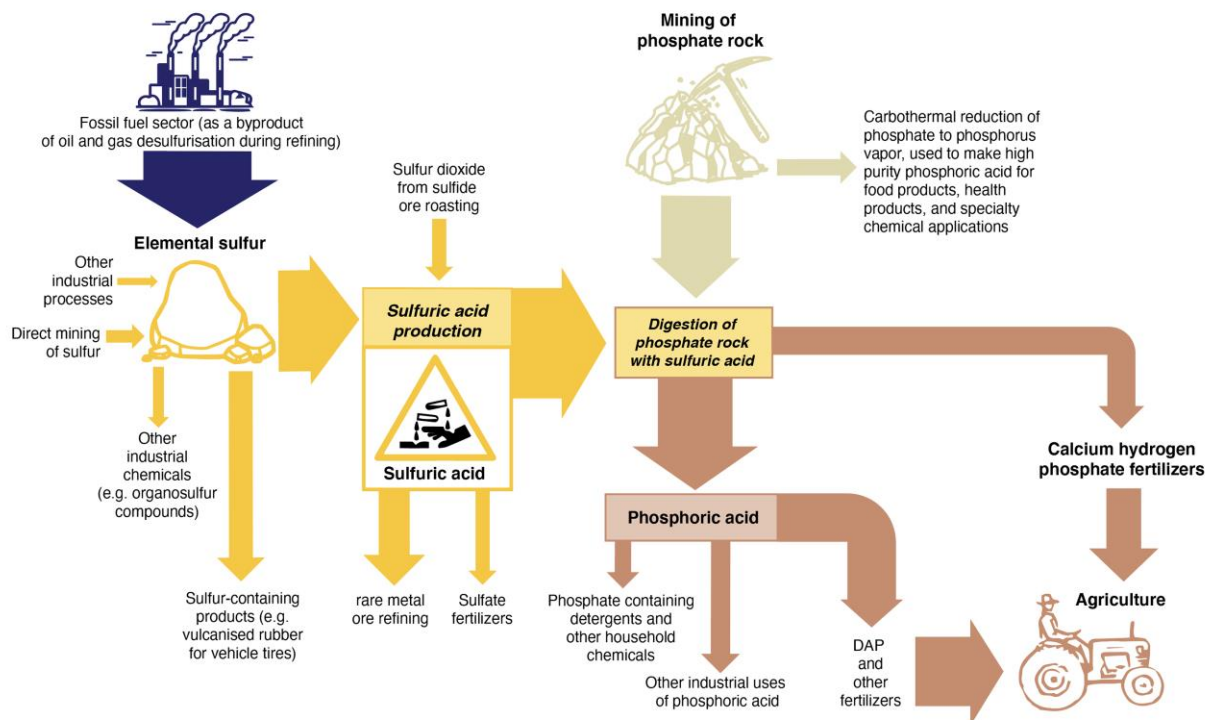 Fossil fuel sector (as a byproduct
of oil and gas desulfurisation during refining)
Elemental sulfur
Other
industrial
processes
Direct mining
of sulfur
Other
industrial
chemicals
(e.g. organosulfur
compounds)
Sulfur-containing
products (e.g.
vulcanised rubber
for vehicle tires)
Sulfur dioxide
from sulfide
ore roasting
Sulfuric acid
production
Sulfuric acid
rare metal
ore refining
Sulfate
fertilizers
Mining of
phosphate rock
Carbothermal reduction of
phosphate to phosphorus
vapor, used to make high
purity phosphoric acid for
food products, health
products, and specialty
chemical applications
Digestion of
phosphate rock
with sulfuric acid
Phosphoric acid
Phosphate containing
detergents and
other household
chemicals
Other industrial uses
of phosphoric acid
DAP
and
other
fertilizers
Calcium hydrogen
phosphate fertilizers
Agriculture